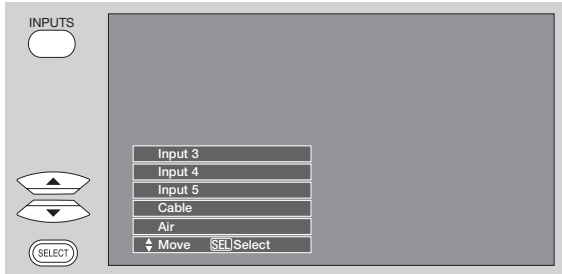 INPUTS
Input 3
Input 4
Input 5
Cable
Air
Move SEL Select
SELECT